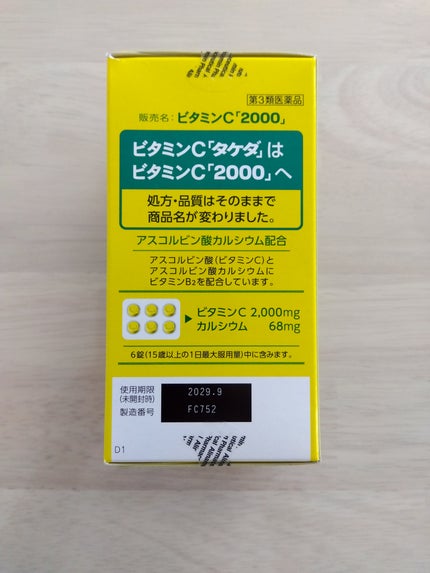 第3類医薬品
販売名：ビタミンC「2000」
ビタミンC「タケダ」は
ビタミンC「2000」へ
処方・品質はそのままで
商品名が変わりました。
アスコルビン酸カルシウム配合
アスコルビン酸（ビタミンC）と
アスコルビン酸カルシウムに
ビタミンB2を配合しています。
ビタミンC 2,000mg
カルシウム 68mg
6錠（15歳以上の1日最大服用量）中に含みます。
使用期限
（未開封時）
2029.9
製造番号
FC752
D1